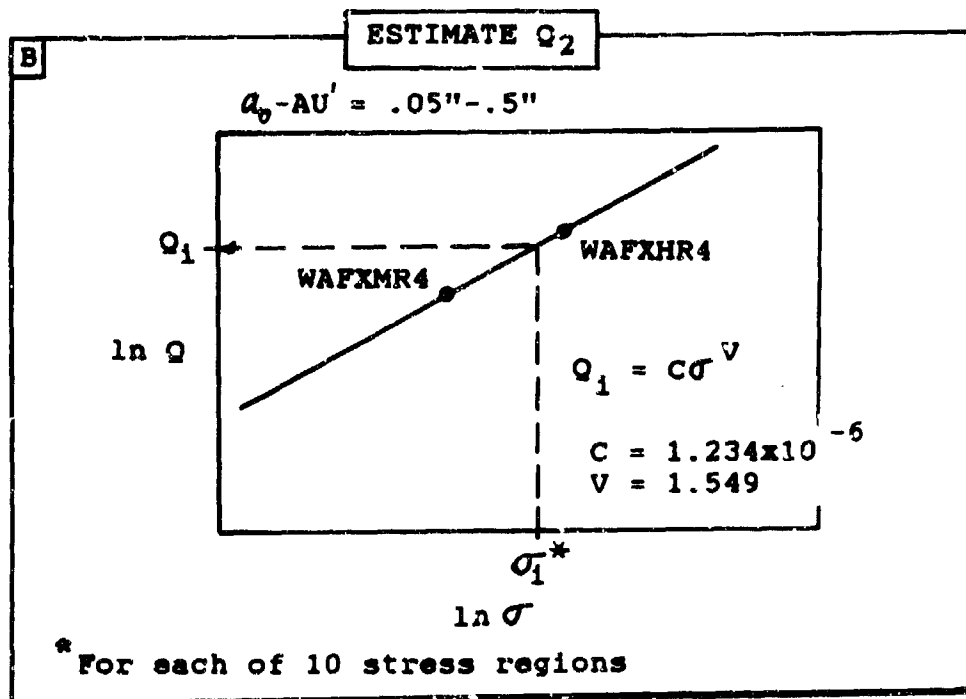 ESTIMATE Q2
B
a0-AU' = .05"-.5"
Qi
WAFXHR4
WAFXMR4
ln Q
Qi = Cσ^V
C = 1.234x10^-6
V = 1.549
σi*
ln σ
*For each of 10 stress regions